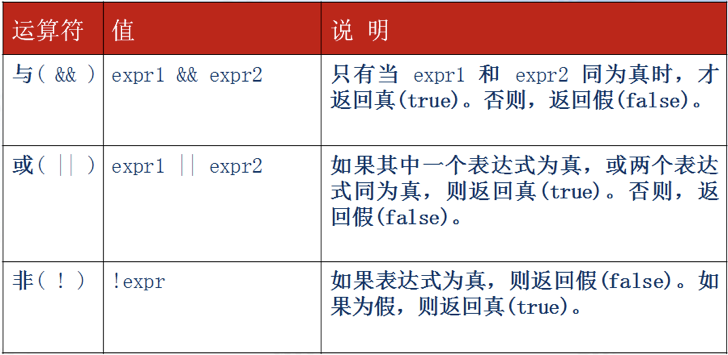 运算符 值 说 明
与( && ) expr1 && expr2 只有当 expr1 和 expr2 同为真时，才
返回真(true)。否则，返回假(false)。
或( || ) expr1 || expr2 如果其中一个表达式为真，或两个表达
式同为真，则返回真(true)。否则，返
回假(false)。
非( ! ) !expr 如果表达式为真，则返回假(false)。如
果为假，则返回真(true)。